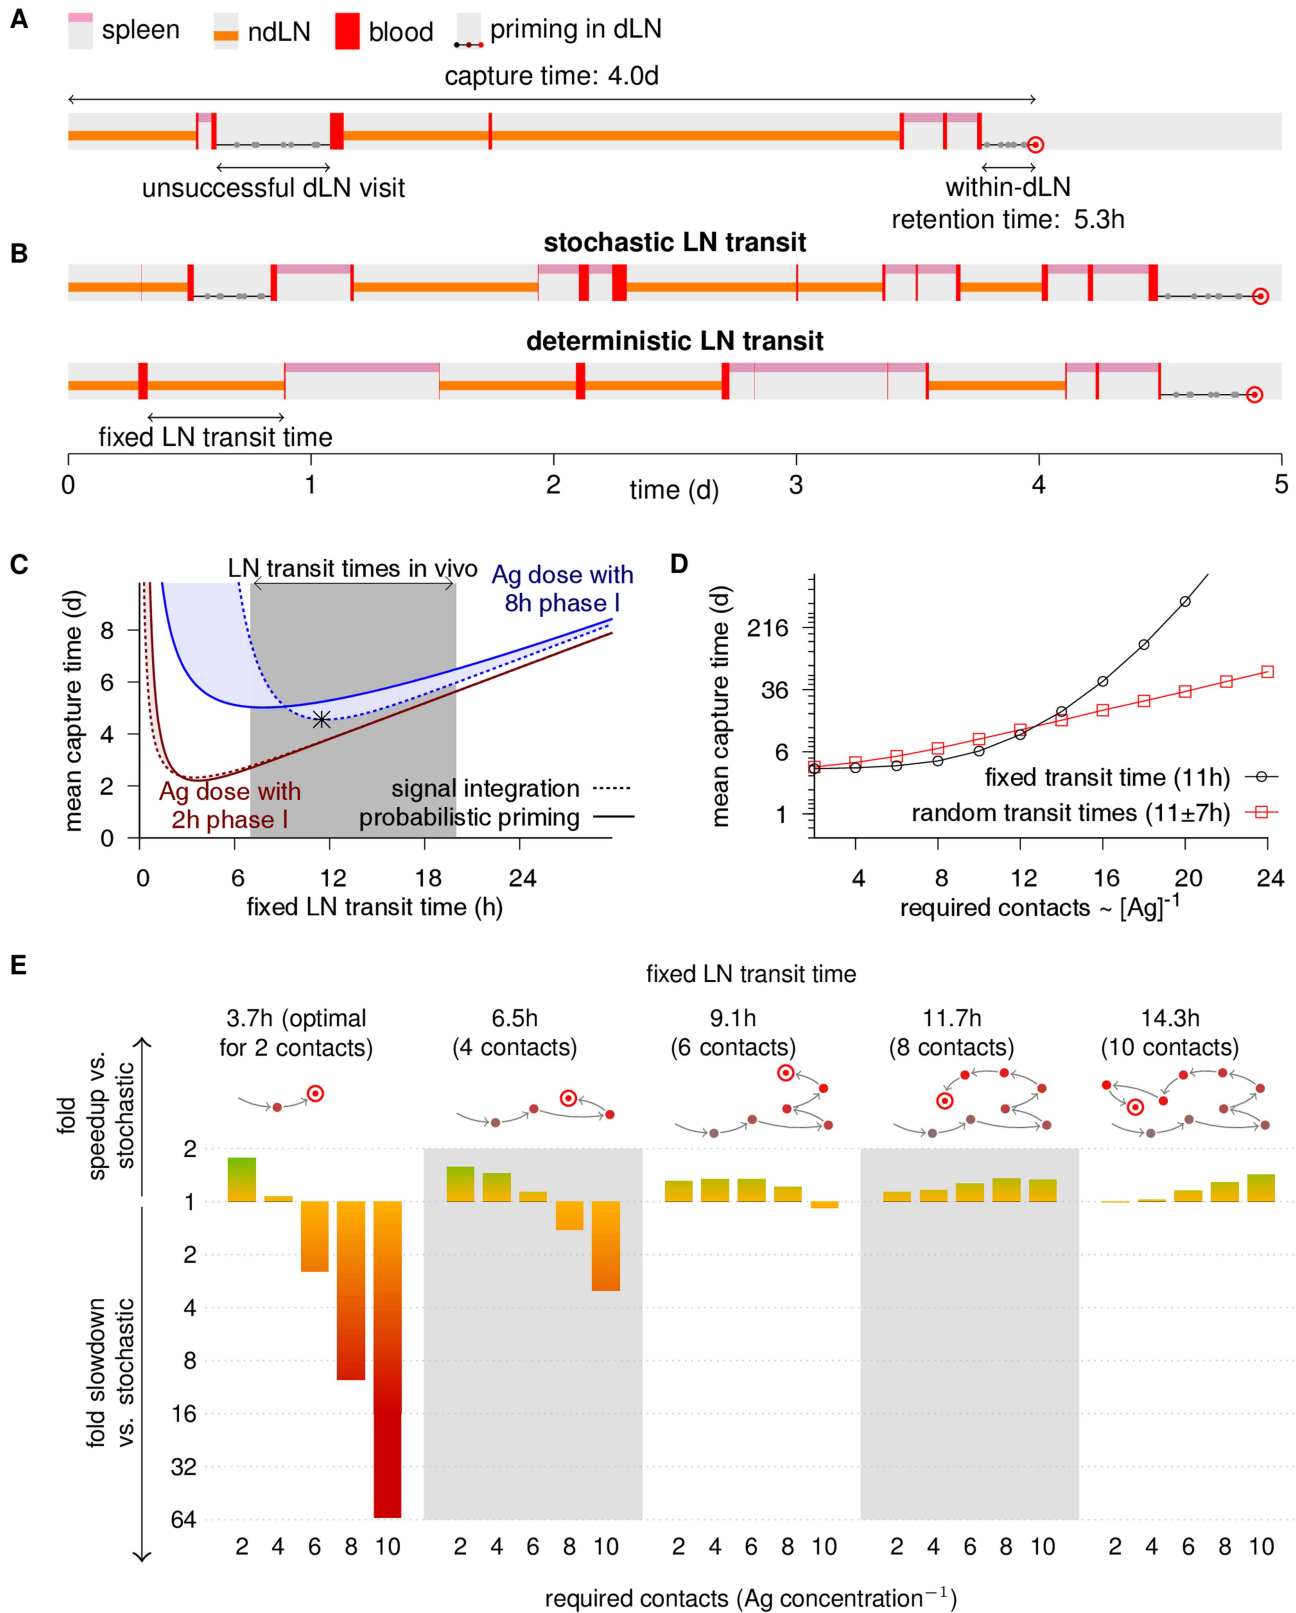 A
spleen ndLN blood priming in dLN
capture time: 4.0d
unsuccessful dLN visit
within-dLN
retention time: 5.3h
B
stochastic LN transit
deterministic LN transit
fixed LN transit time
0 1 2 3 4 5
time (d)
C
LN transit times in vivo
Ag dose with
8h phase I
mean capture time (d)
8
6
4
2
0
Ag dose with
2h phase I
signal integration
probabilistic priming
0 6 12 18 24
fixed LN transit time (h)
D
mean capture time (d)
216
36
6
1
fixed transit time (11h)
random transit times (11±7h)
4 8 12 16 20 24
required contacts ~ [Ag]-1
E
fixed LN transit time
3.7h (optimal
for 2 contacts)
6.5h
(4 contacts)
9.1h
(6 contacts)
11.7h
(8 contacts)
14.3h
(10 contacts)
fold
speedup vs.
stochastic
fold slowdown
vs. stochastic
2
1
2
4
8
16
32
64
2 4 6 8 10 2 4 6 8 10 2 4 6 8 10 2 4 6 8 10 2 4 6 8 10
required contacts (Ag concentration−1)